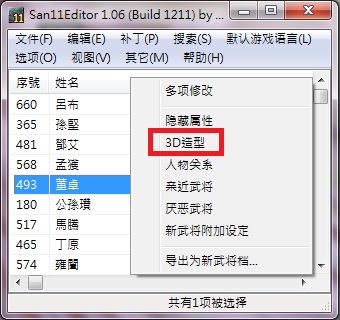 San11Editor 1.06 (Build 1211) by ...
文件(F) 编辑(M) 补丁(P) 搜索(S) 默认游戏语言(L)
选项(O) 视图(V) 其它(M) 帮助(H)
序號 姓名
660 呂布
365 孫堅
481 鄧艾
568 孟獲
493 董卓
180 公孫瓚
517 馬騰
465 丁原
574 雍闓
多项修改
隐藏属性
3D造型
人物关系
亲近武将
厌恶武将
新武将附加设定
导出为新武将档...
共有1项被选择